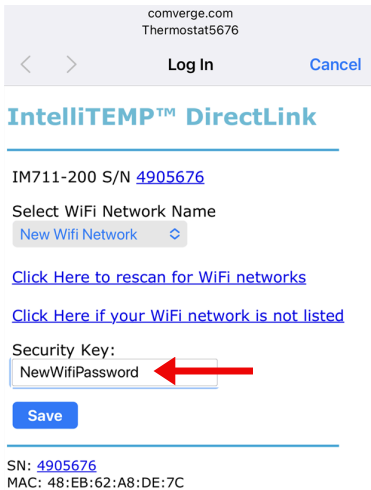 comverge.com
Thermostat5676
Log In
Cancel
IntelliTEMP™ DirectLink
IM711-200 S/N 4905676
Select WiFi Network Name
New Wifi Network
Click Here to rescan for WiFi networks
Click Here if your WiFi network is not listed
Security Key:
NewWifiPassword
Save
SN: 4905676
MAC: 48:EB:62:A8:DE:7C